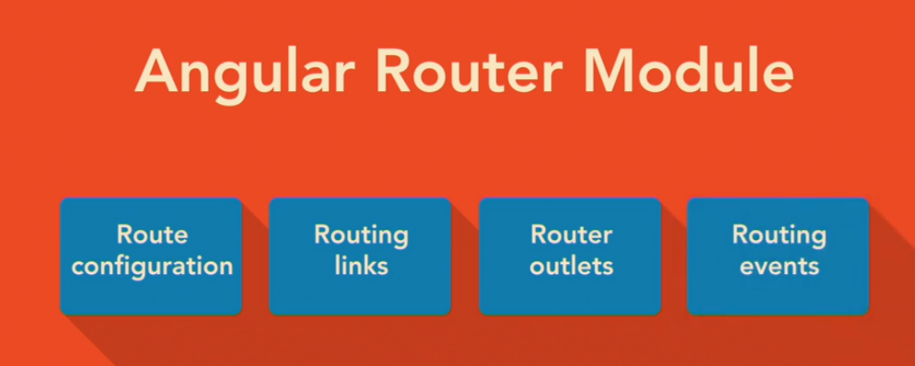 Angular Router Module
Route
configuration
Routing
links
Router
outlets
Routing
events